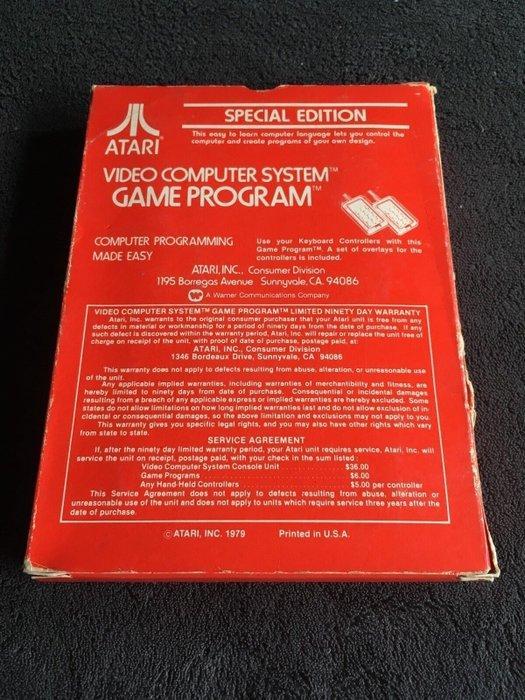 SPECIAL EDITION
This easy to learn computer language lets you control the
computer and create programs of your own design.
ATARI
VIDEO COMPUTER SYSTEM™
GAME PROGRAM™
COMPUTER PROGRAMMING
MADE EASY
Use your Keyboard Controllers with this
Game Program™. A set of overlays for the
controllers is included.
ATARI, INC., Consumer Division
1195 Borregas Avenue Sunnyvale, CA. 94086
A Warner Communications Company
VIDEO COMPUTER SYSTEM™ GAME PROGRAM™ LIMITED NINETY DAY WARRANTY
Atari, Inc. warrants to the original consumer purchaser that your Atari unit is free from any
defects in material or workmanship for a period of ninety days from the date of purchase. If any
such defect is discovered within the warranty period, Atari, Inc. will repair or replace the unit free of
charge on receipt of the unit, with proof of date of purchase, postage paid, at:
ATARI, INC., Consumer Division
1346 Bordeaux Drive, Sunnyvale, CA 94086
This warranty does not apply to defects resulting from abuse, alteration, or unreasonable use
of the unit.
Any applicable implied warranties, including warranties of merchantibility and fitness, are
hereby limited to ninety days from date of purchase. Consequential or incidental damages
resulting from a breach of any applicable express or implied warranties are hereby excluded. Some
states do not allow limitations on how long implied warranties last and do not allow exclusion of in-
cidental or consequential damages, so the above limitation and exclusions may not apply to you.
This warranty gives you specific legal rights, and you may also have other rights which vary
from state to state.
SERVICE AGREEMENT
If, after the ninety day limited warranty period, your Atari unit requires service, Atari, Inc. will
service the unit on receipt, postage paid, with your check in the sum listed:
Video Computer System Console Unit $36.00
Game Programs $6.00
Any Hand-Held Controllers $5.00 per controller
This Service Agreement does not apply to defects resulting from abuse, alteration or
unreasonable use of the unit and does not apply to units which require service three years after the
date of purchase.
© ATARI, INC. 1979 Printed in U.S.A.